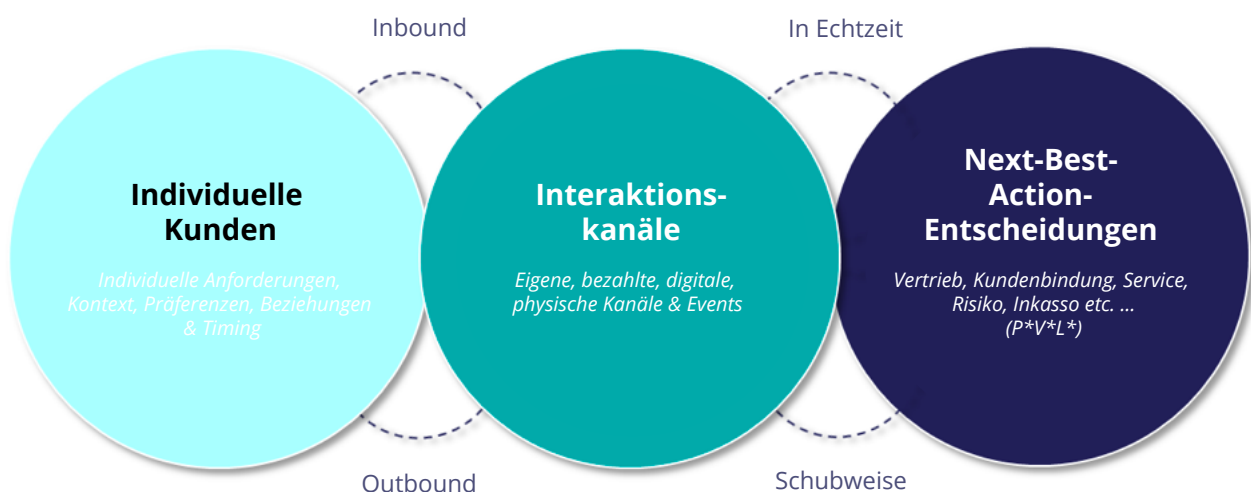 Inbound
In Echtzeit
Individuelle
Kunden
Individuelle Anforderungen,
Kontext, Präferenzen, Beziehungen
& Timing
Interaktions-
kanäle
Eigene, bezahlte, digitale,
physische Kanäle & Events
Next-Best-
Action-
Entscheidungen
Vertrieb, Kundenbindung, Service,
Risiko, Inkasso etc. ...
(P*V*L*)
Outbound
Schubweise